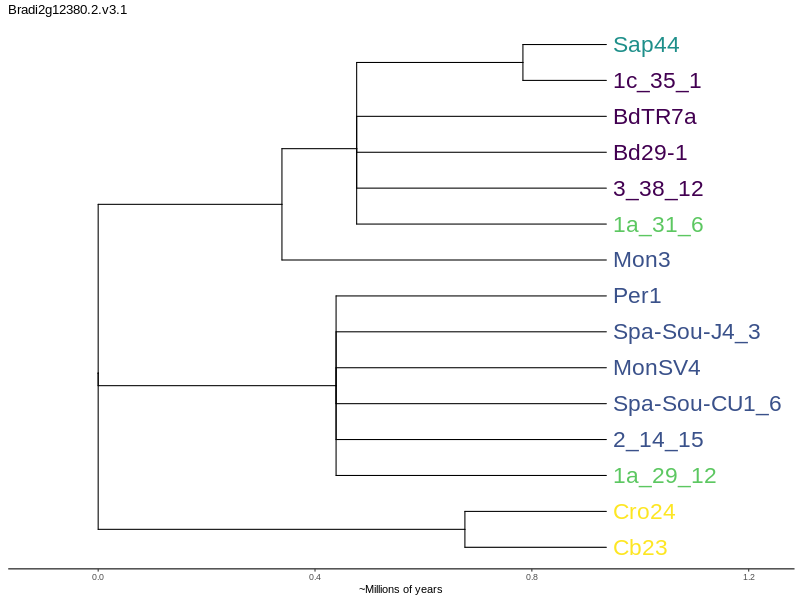 Bradi2g12380.2.v3.1
Sap44
1c_35_1
BdTR7a
Bd29-1
3_38_12
1a_31_6
Mon3
Per1
Spa-Sou-J4_3
MonSV4
Spa-Sou-CU1_6
2_14_15
1a_29_12
Cro24
Cb23
0.0 0.4 0.8 1.2
~Millions of years